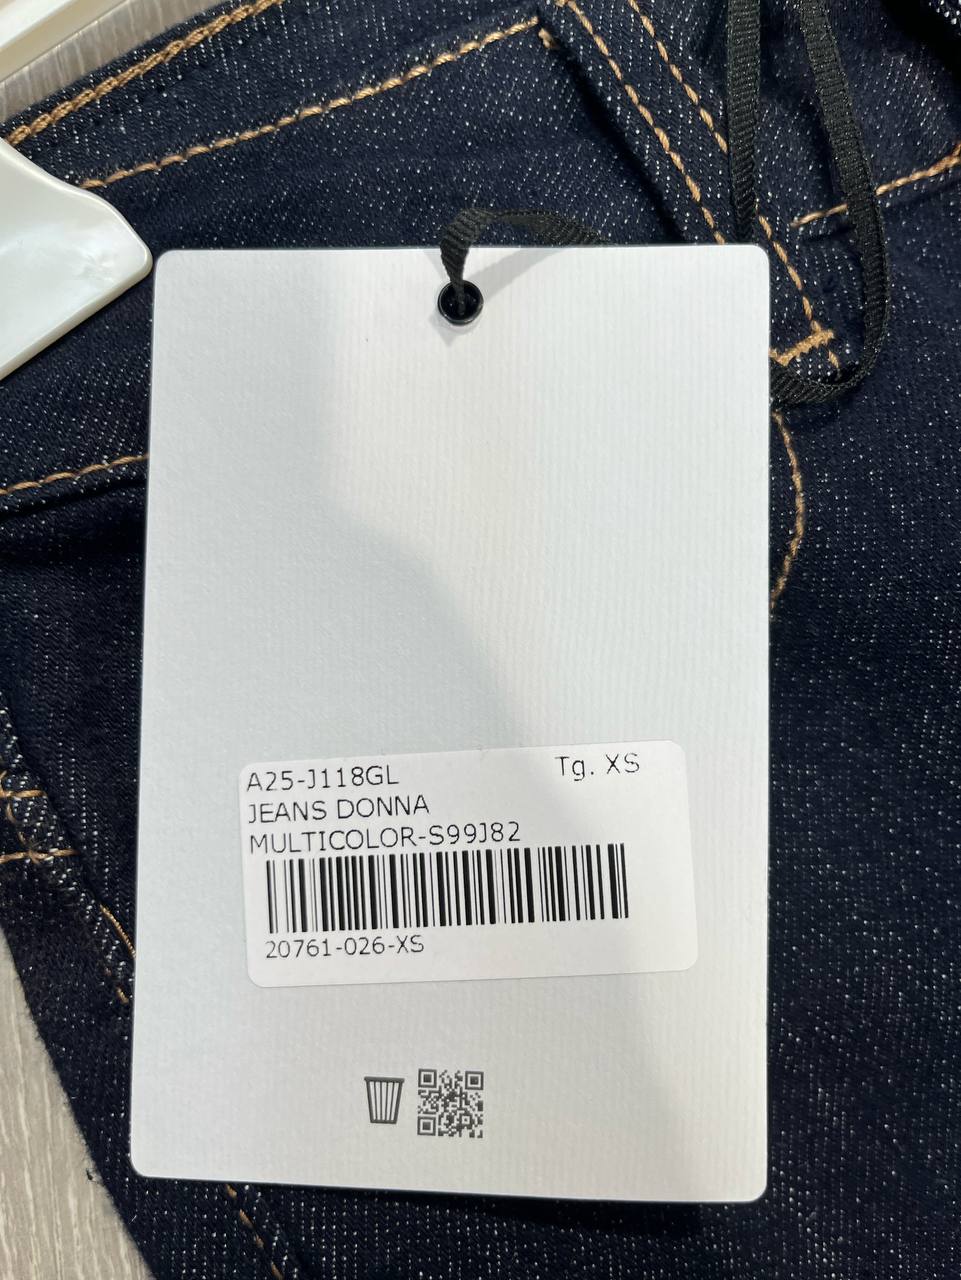 A25-J118GL
Tg. XS
JEANS DONNA
MULTICOLOR-S99J82
20761-026-XS